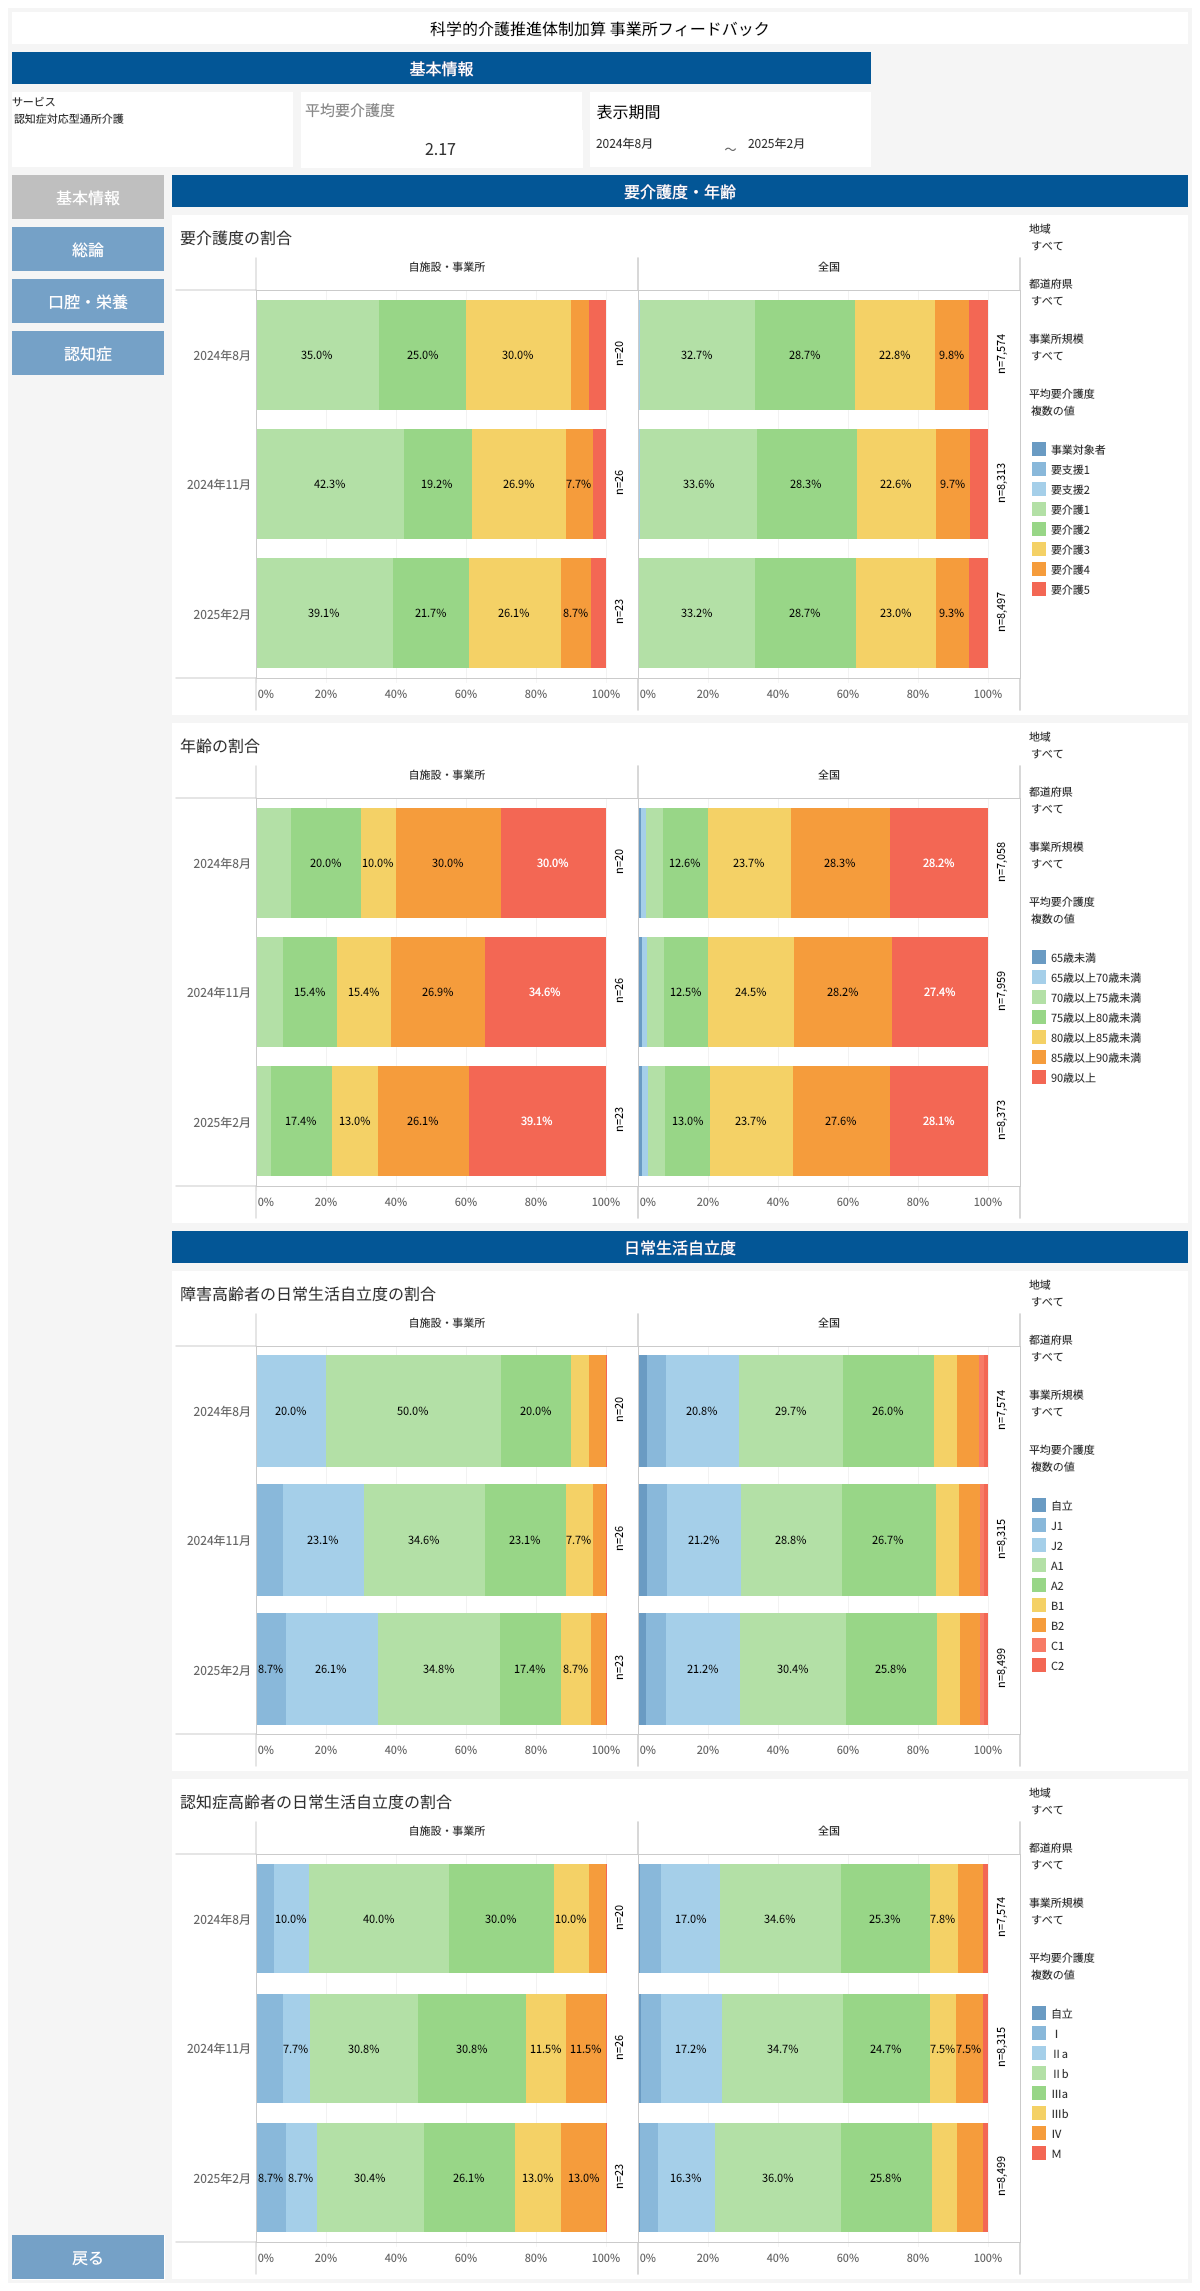 科学的介護推進体制加算 事業所フィードバック
基本情報
サービス
認知症対応型通所介護
平均要介護度
2.17
表示期間
2024年8月 ～ 2025年2月
基本情報
総論
口腔・栄養
認知症
戻る
要介護度・年齢
要介護度の割合
自施設・事業所 全国
2024年8月 35.0% 25.0% 30.0% n=20 32.7% 28.7% 22.8% 9.8% n=7,574
2024年11月 42.3% 19.2% 26.9% 7.7% n=26 33.6% 28.3% 22.6% 9.7% n=8,313
2025年2月 39.1% 21.7% 26.1% 8.7% n=23 33.2% 28.7% 23.0% 9.3% n=8,497
0% 20% 40% 60% 80% 100% 0% 20% 40% 60% 80% 100%
地域
すべて
都道府県
すべて
事業所規模
すべて
平均要介護度
複数の値
事業対象者
要支援1
要支援2
要介護1
要介護2
要介護3
要介護4
要介護5
年齢の割合
自施設・事業所 全国
2024年8月 20.0% 10.0% 30.0% 30.0% n=20 12.6% 23.7% 28.3% 28.2% n=7,058
2024年11月 15.4% 15.4% 26.9% 34.6% n=26 12.5% 24.5% 28.2% 27.4% n=7,959
2025年2月 17.4% 13.0% 26.1% 39.1% n=23 13.0% 23.7% 27.6% 28.1% n=8,373
0% 20% 40% 60% 80% 100% 0% 20% 40% 60% 80% 100%
地域
すべて
都道府県
すべて
事業所規模
すべて
平均要介護度
複数の値
65歳未満
65歳以上70歳未満
70歳以上75歳未満
75歳以上80歳未満
80歳以上85歳未満
85歳以上90歳未満
90歳以上
日常生活自立度
障害高齢者の日常生活自立度の割合
自施設・事業所 全国
2024年8月 20.0% 50.0% 20.0% n=20 20.8% 29.7% 26.0% n=7,574
2024年11月 23.1% 34.6% 23.1% 7.7% n=26 21.2% 28.8% 26.7% n=8,315
2025年2月 8.7% 26.1% 34.8% 17.4% 8.7% n=23 21.2% 30.4% 25.8% n=8,499
0% 20% 40% 60% 80% 100% 0% 20% 40% 60% 80% 100%
地域
すべて
都道府県
すべて
事業所規模
すべて
平均要介護度
複数の値
自立
J1
J2
A1
A2
B1
B2
C1
C2
認知症高齢者の日常生活自立度の割合
自施設・事業所 全国
2024年8月 10.0% 40.0% 30.0% 10.0% n=20 17.0% 34.6% 25.3% 7.8% n=7,574
2024年11月 7.7% 30.8% 30.8% 11.5% 11.5% n=26 17.2% 34.7% 24.7% 7.5% 7.5% n=8,315
2025年2月 8.7% 8.7% 30.4% 26.1% 13.0% 13.0% n=23 16.3% 36.0% 25.8% n=8,499
0% 20% 40% 60% 80% 100% 0% 20% 40% 60% 80% 100%
地域
すべて
都道府県
すべて
事業所規模
すべて
平均要介護度
複数の値
自立
Ⅰ
Ⅱa
Ⅱb
Ⅲa
Ⅲb
Ⅳ
M